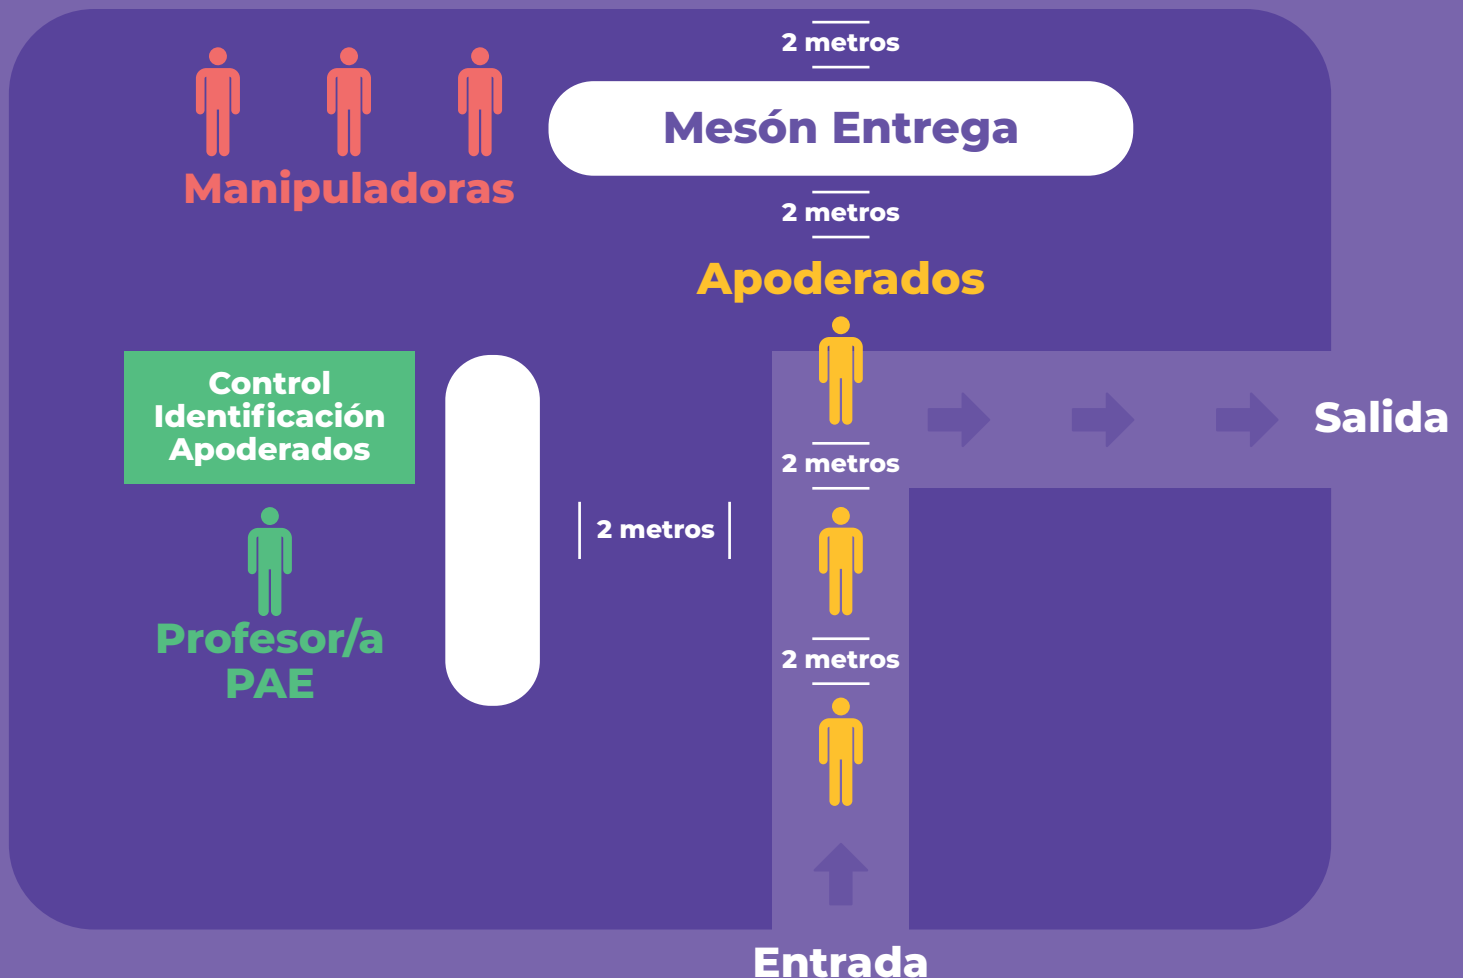 2 metros
Mesón Entrega
Manipuladoras
2 metros
Apoderados
Control
Identificación
Apoderados
Salida
2 metros
2 metros
Profesor/a
PAE
2 metros
Entrada